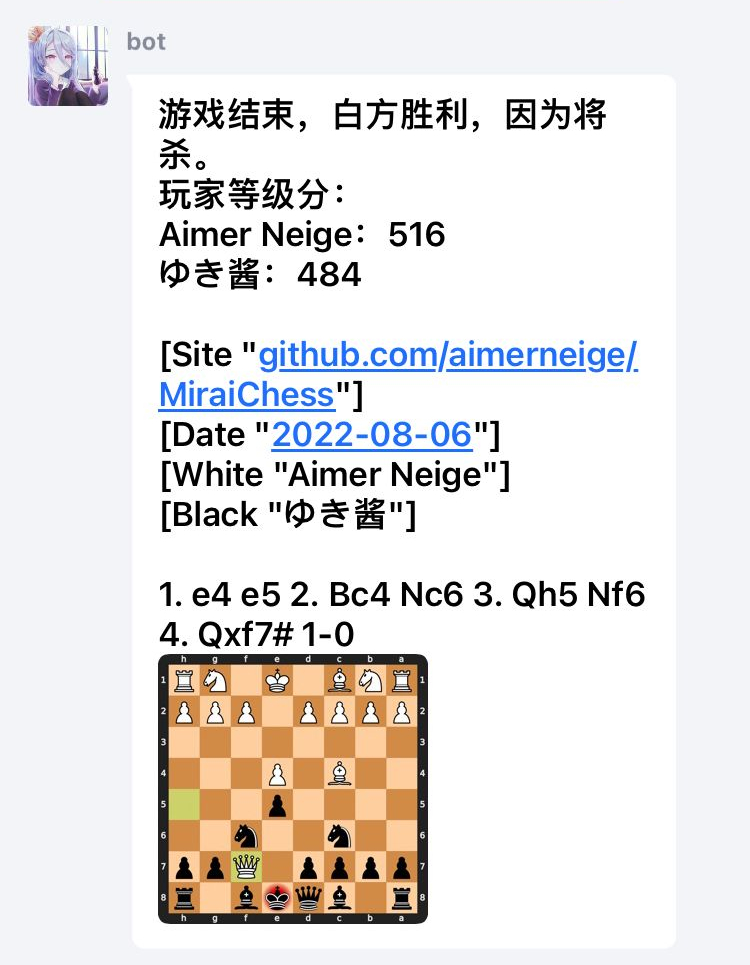 bot
游戏结束，白方胜利，因为将
杀。
玩家等级分：
Aimer Neige：516
ゆき酱：484
[Site "github.com/aimerneige/
MiraiChess"]
[Date "2022-08-06"]
[White "Aimer Neige"]
[Black "ゆき酱"]
1. e4 e5 2. Bc4 Nc6 3. Qh5 Nf6
4. Qxf7# 1-0
h g f e d c b a
1 1
2 2
3 3
4 4
5 5
6 6
7 7
8 8
h g f e d c b a